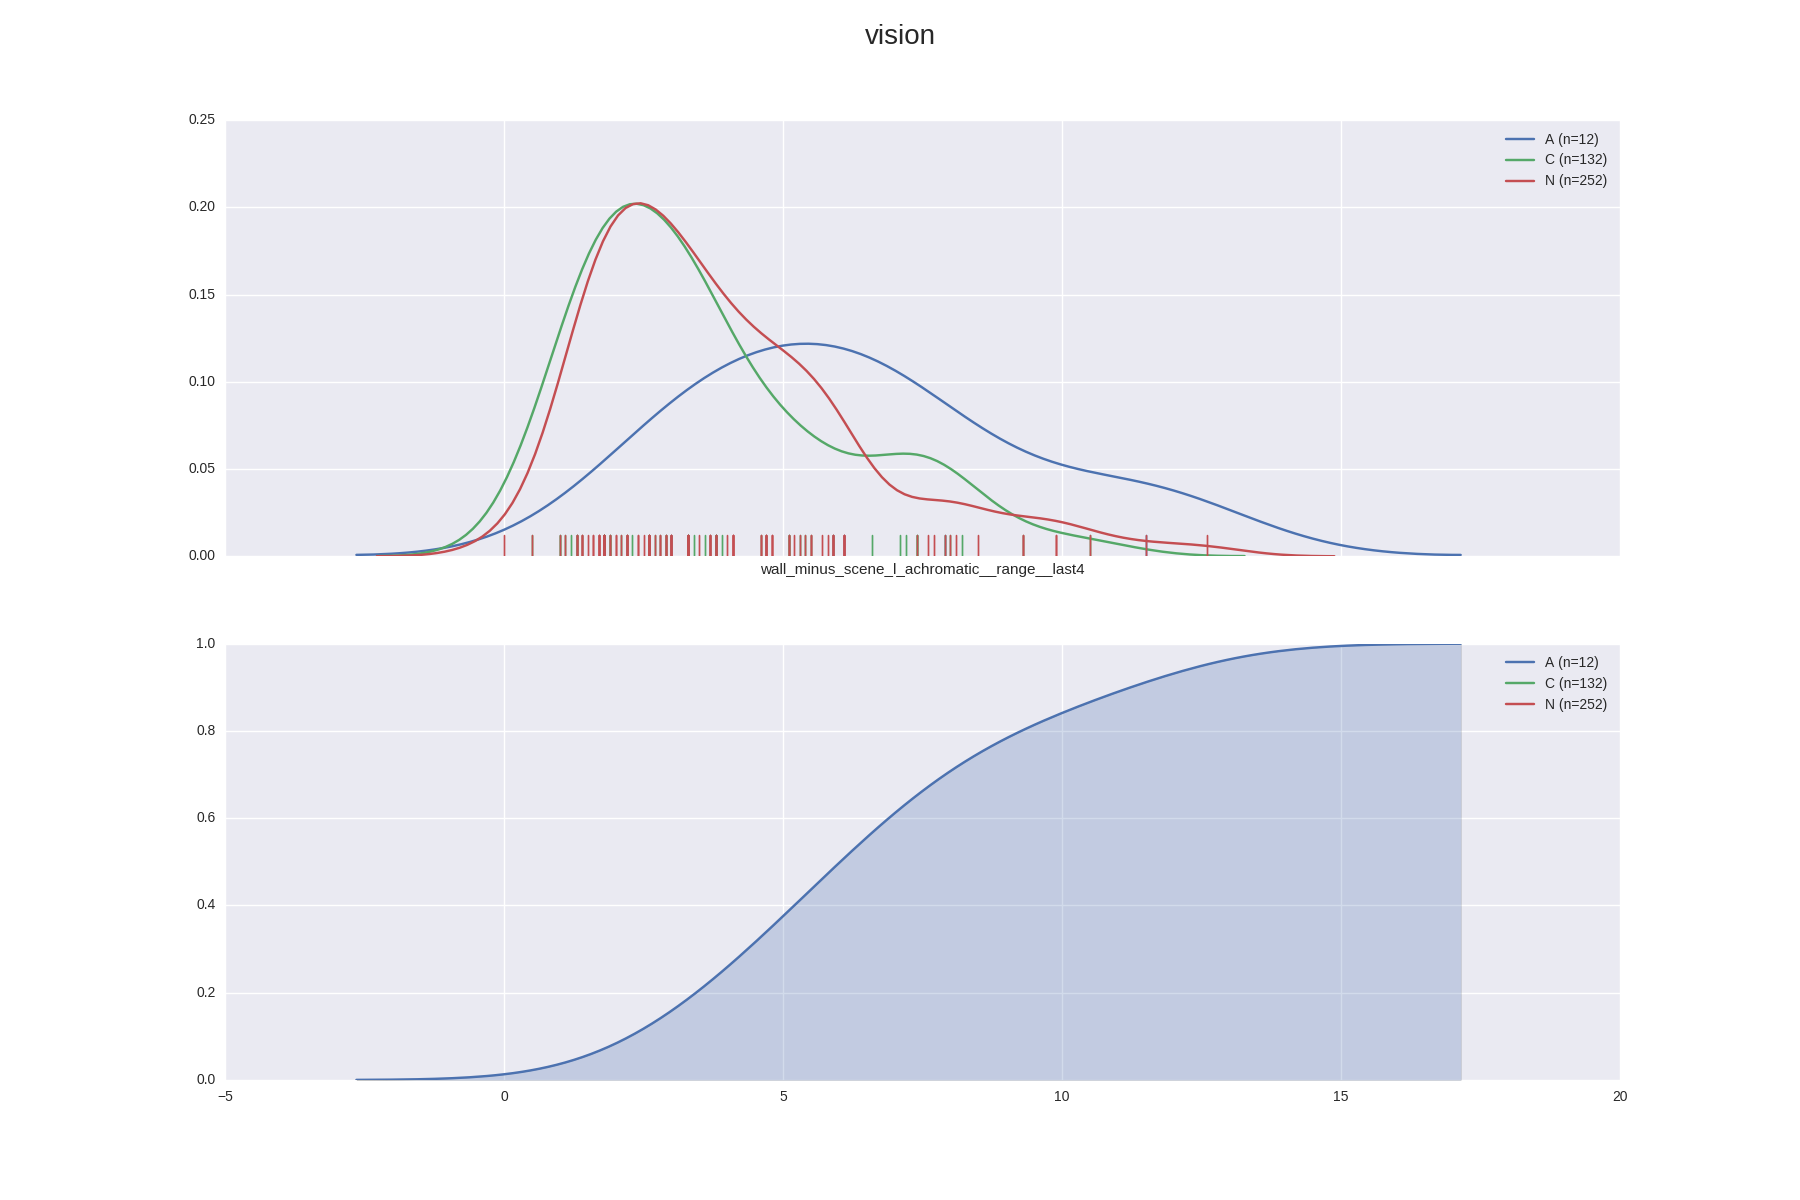 vision
0.25
0.20
0.15
0.10
0.05
0.00
A (n=12)
C (n=132)
N (n=252)
wall_minus_scene_l_achromatic__range__last4
1.0
0.8
0.6
0.4
0.2
0.0
A (n=12)
C (n=132)
N (n=252)
−5 0 5 10 15 20